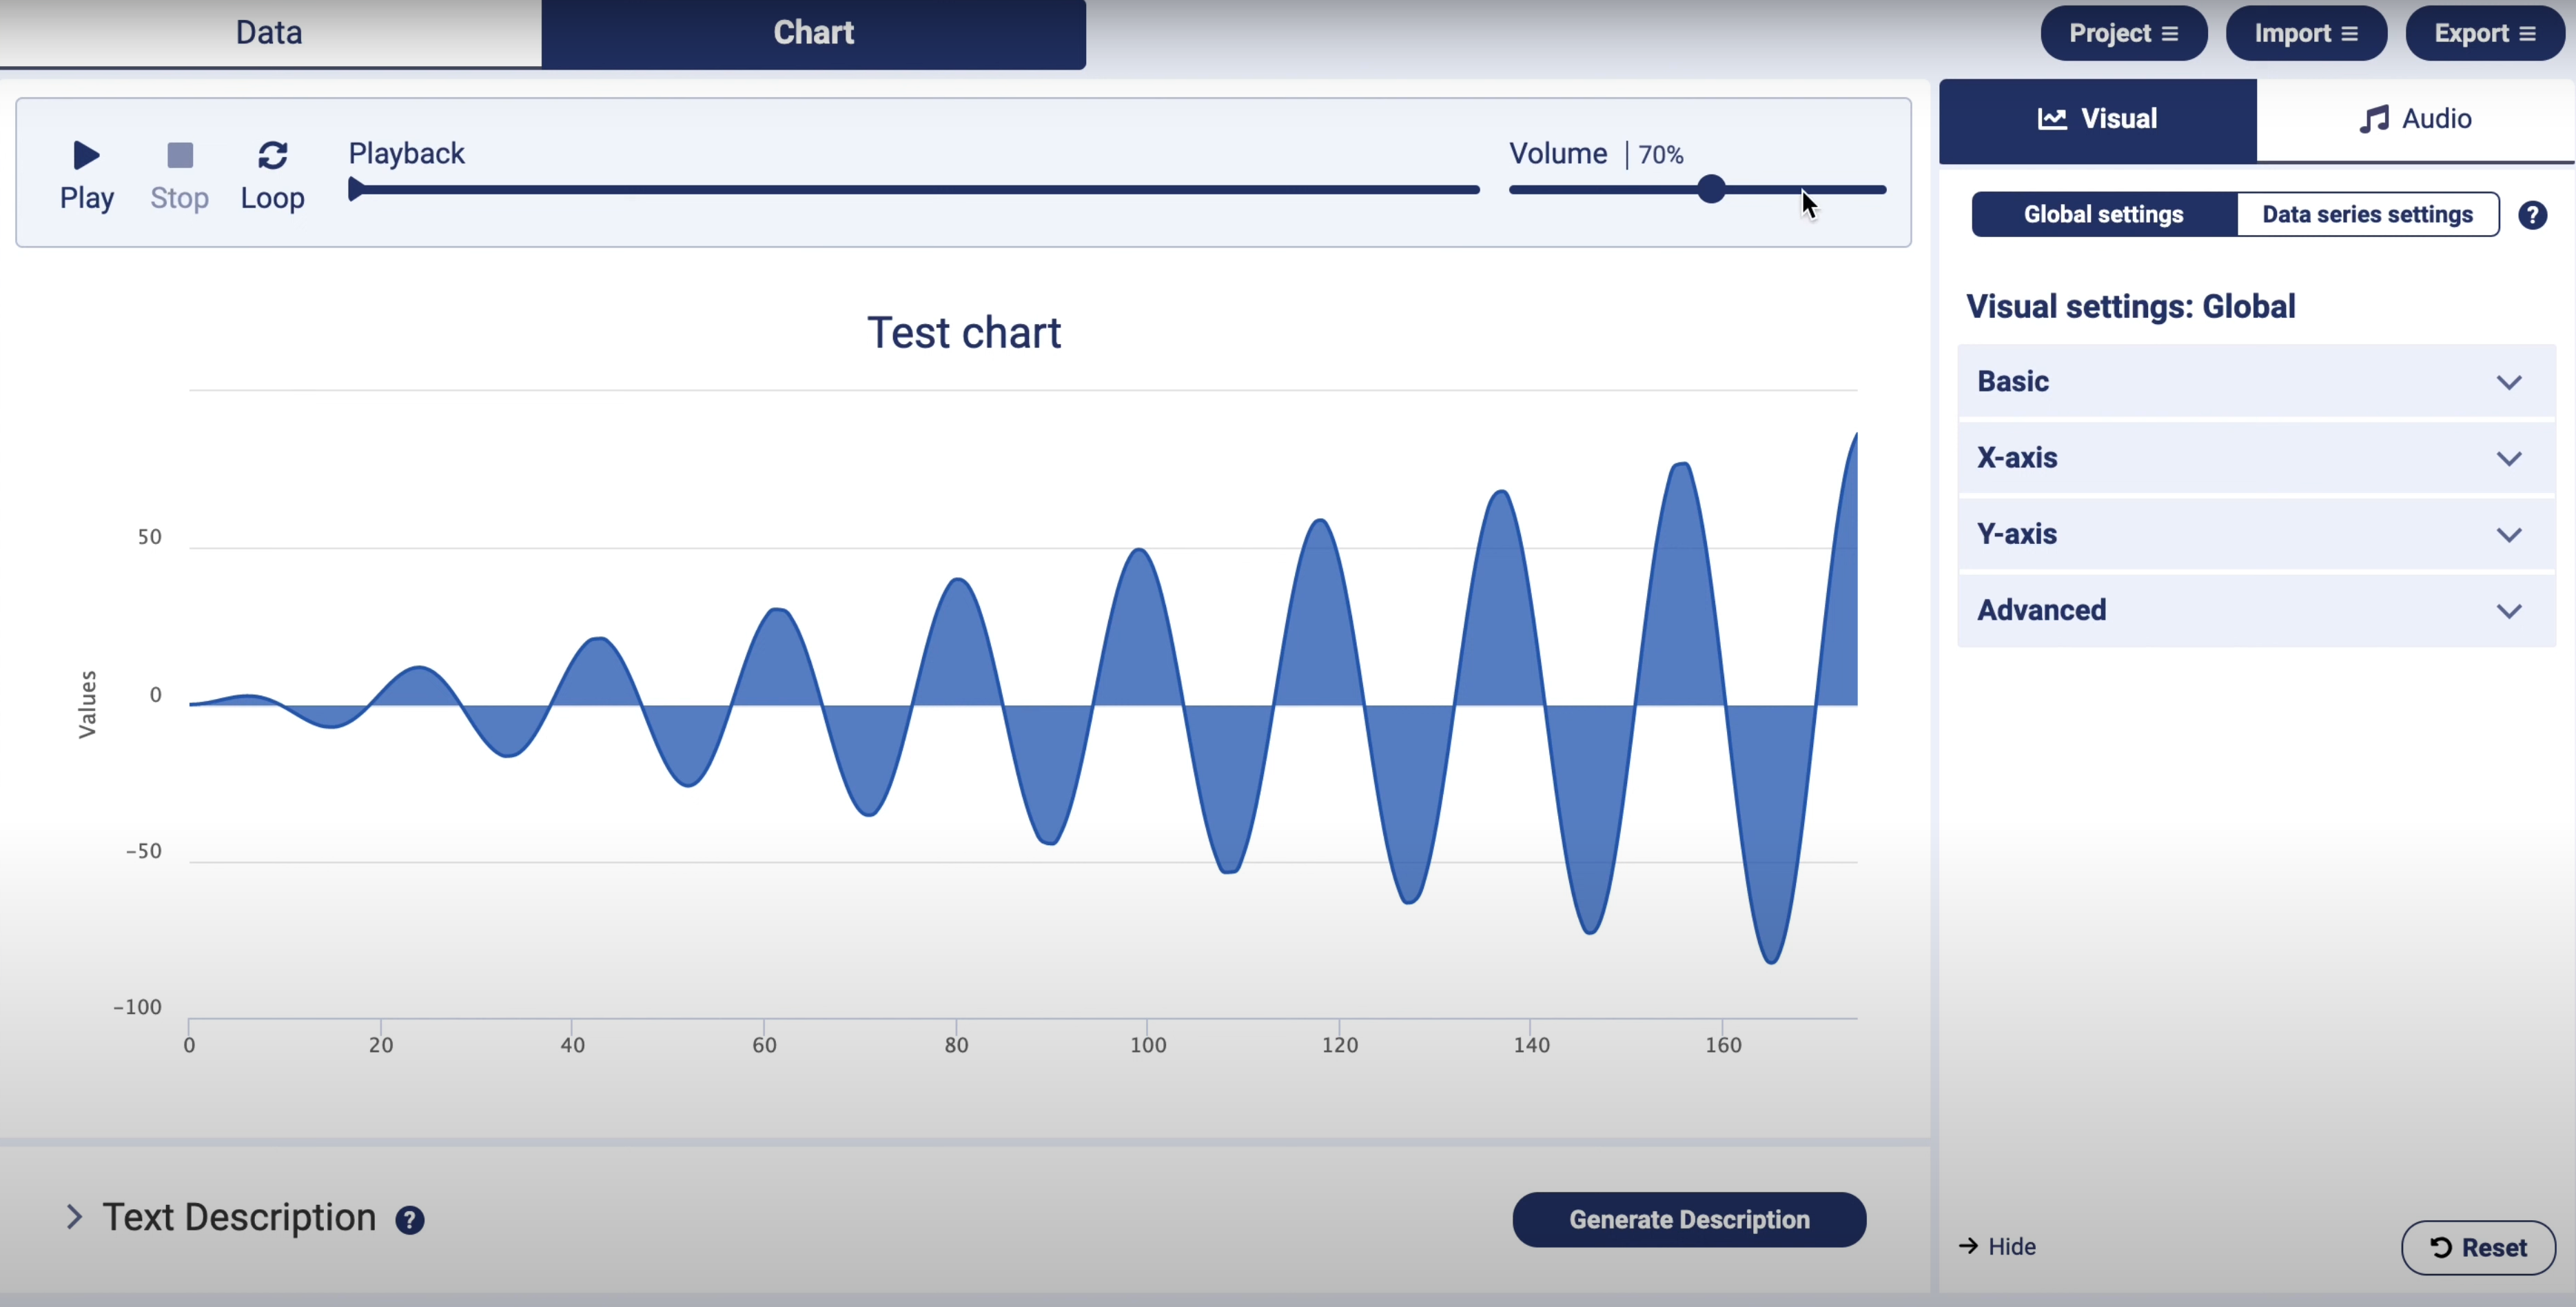 Data
Chart
Project
Import
Export
Play
Stop
Loop
Playback
Volume | 70%
Visual
Audio
Global settings
Data series settings
?
Visual settings: Global
Basic
X-axis
Y-axis
Advanced
Test chart
Values
50
0
-50
-100
0 20 40 60 80 100 120 140 160
Text Description ?
Generate Description
Hide
Reset